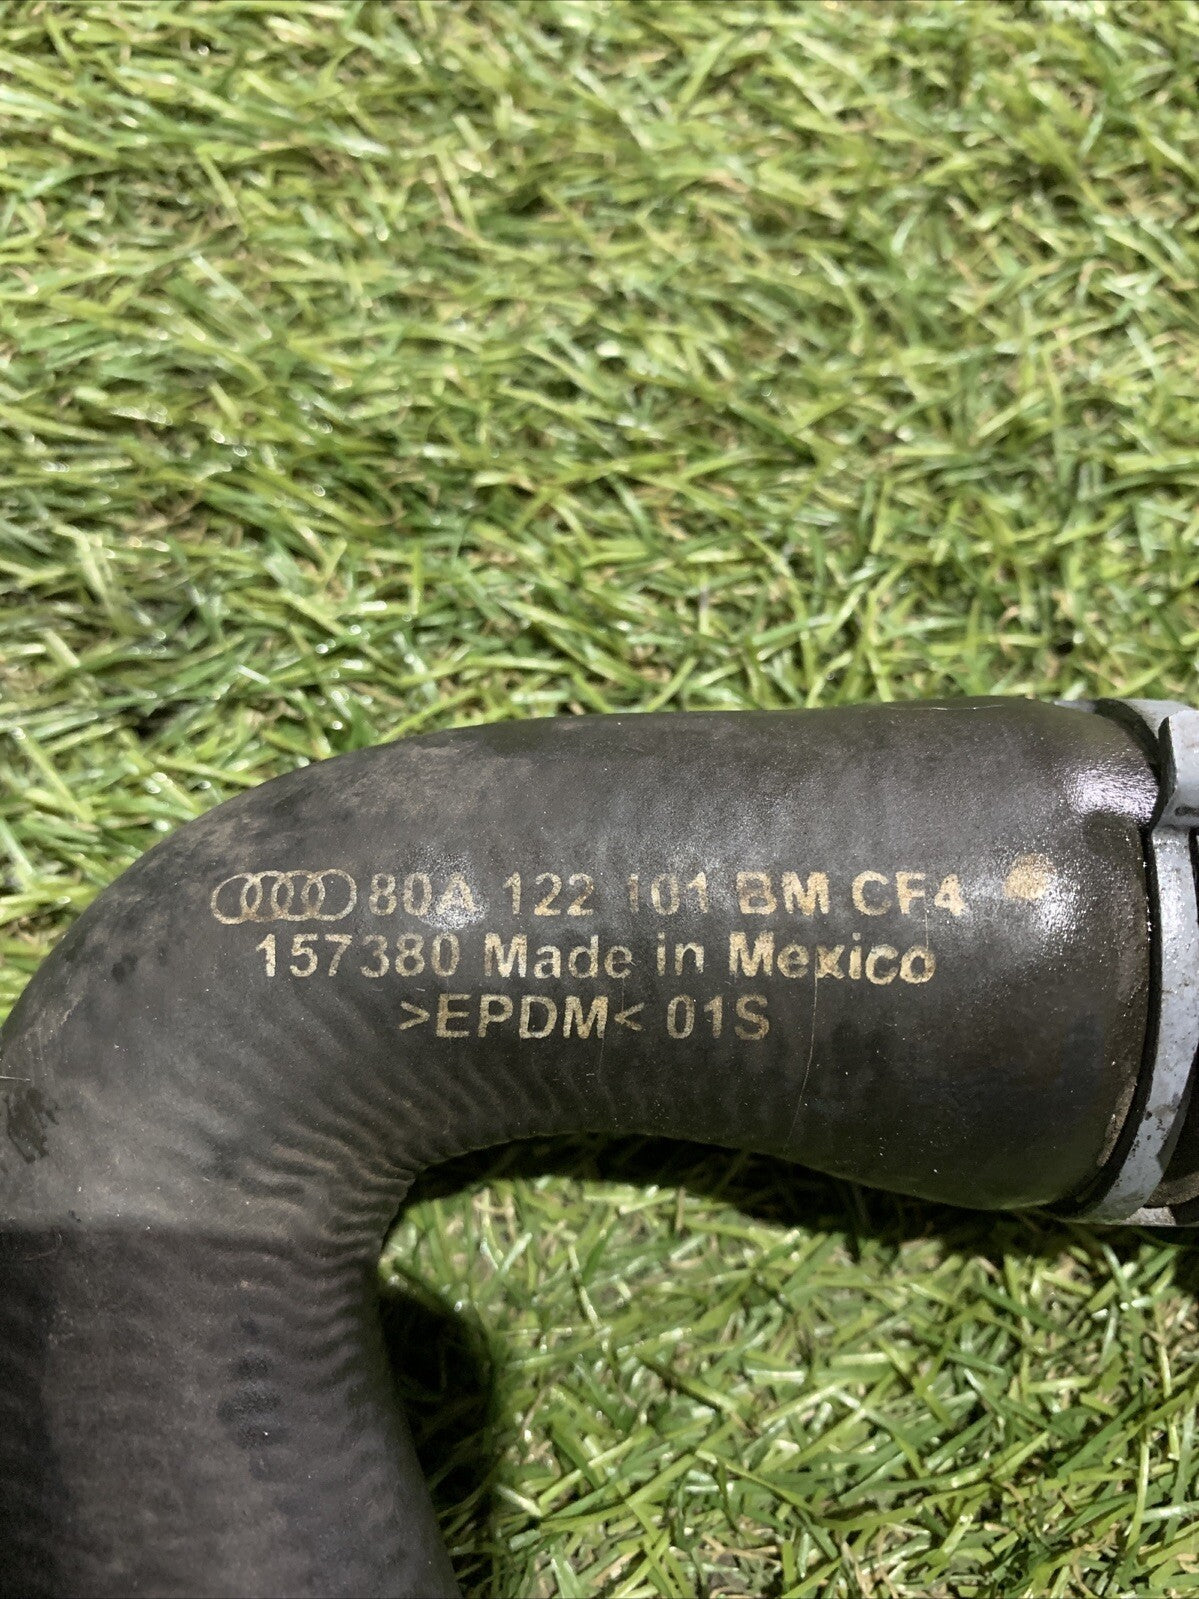 80A 122 101 BM CF4
157380 Made in Mexico
>EPDM< 01S